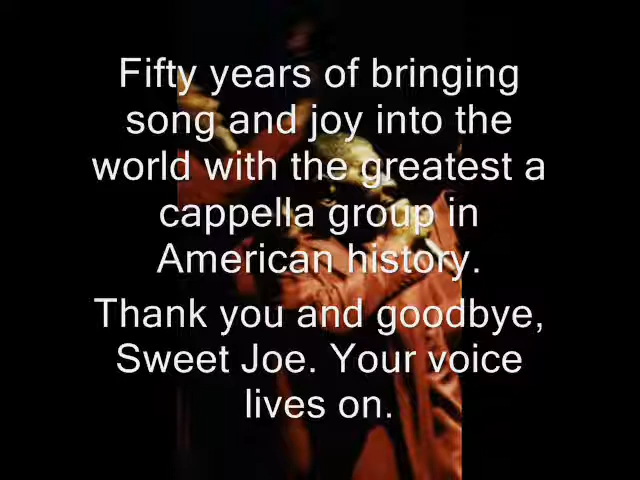 Fifty years of bringing
song and joy into the
world with the greatest a
cappella group in
American history.
Thank you and goodbye,
Sweet Joe. Your voice
lives on.